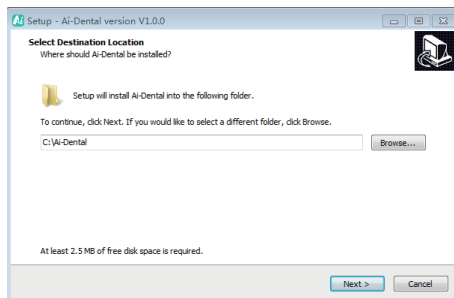 Ai Setup - Ai-Dental version V1.0.0
Select Destination Location
Where should Ai-Dental be installed?
Setup will install Ai-Dental into the following folder.
To continue, click Next. If you would like to select a different folder, click Browse.
C:\Ai-Dental
Browse...
At least 2.5 MB of free disk space is required.
Next >
Cancel